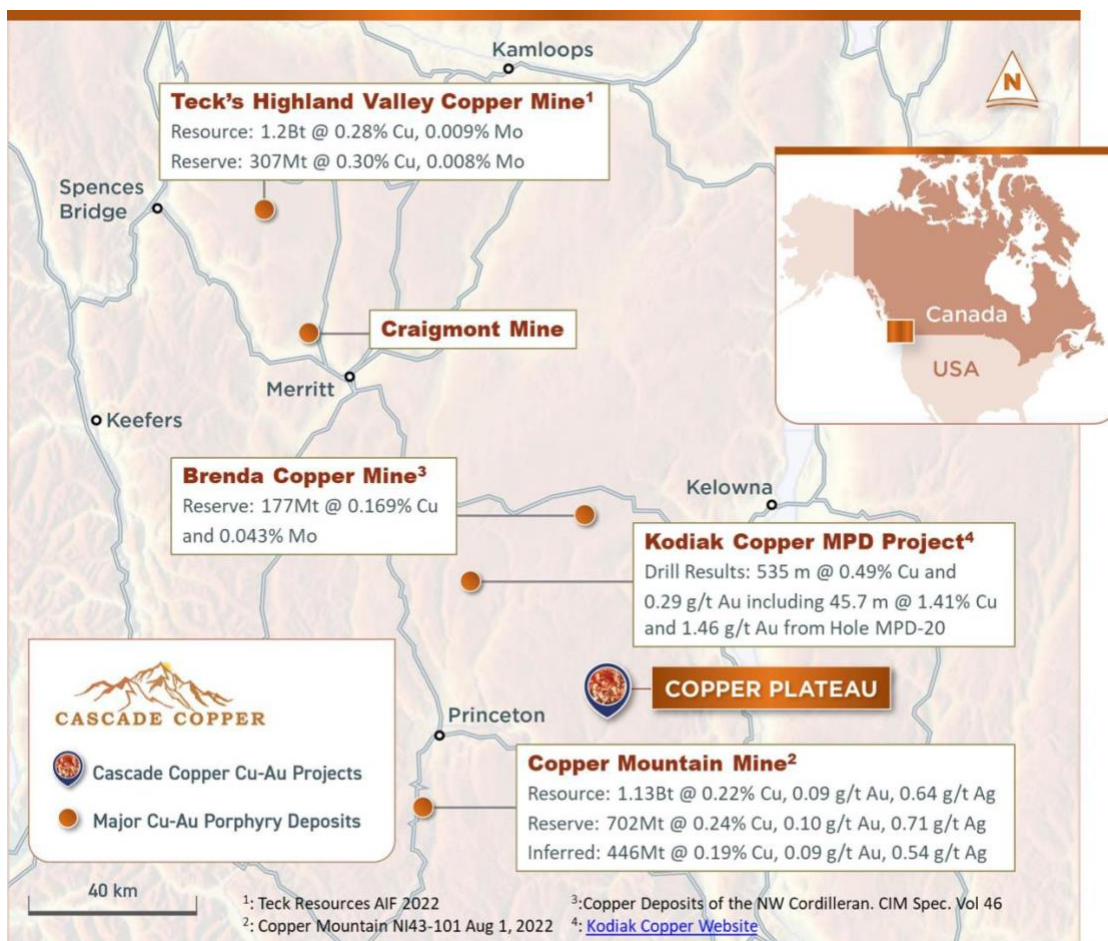 Kamloops
N
Teck's Highland Valley Copper Mine¹
Resource: 1.2Bt @ 0.28% Cu, 0.009% Mo
Reserve: 307Mt @ 0.30% Cu, 0.008% Mo
Spences
Bridge
Canada
USA
Craigmont Mine
Merritt
Keefers
Brenda Copper Mine³
Reserve: 177Mt @ 0.169% Cu
and 0.043% Mo
Kelowna
Kodiak Copper MPD Project⁴
Drill Results: 535 m @ 0.49% Cu and
0.29 g/t Au including 45.7 m @ 1.41% Cu
and 1.46 g/t Au from Hole MPD-20
COPPER PLATEAU
CASCADE COPPER
Cascade Copper Cu-Au Projects
Major Cu-Au Porphyry Deposits
Princeton
Copper Mountain Mine²
Resource: 1.13Bt @ 0.22% Cu, 0.09 g/t Au, 0.64 g/t Ag
Reserve: 702Mt @ 0.24% Cu, 0.10 g/t Au, 0.71 g/t Ag
Inferred: 446Mt @ 0.19% Cu, 0.09 g/t Au, 0.54 g/t Ag
40 km
¹: Teck Resources AIF 2022
²: Copper Mountain NI43-101 Aug 1, 2022
³:Copper Deposits of the NW Cordilleran. CIM Spec. Vol 46
⁴: Kodiak Copper Website